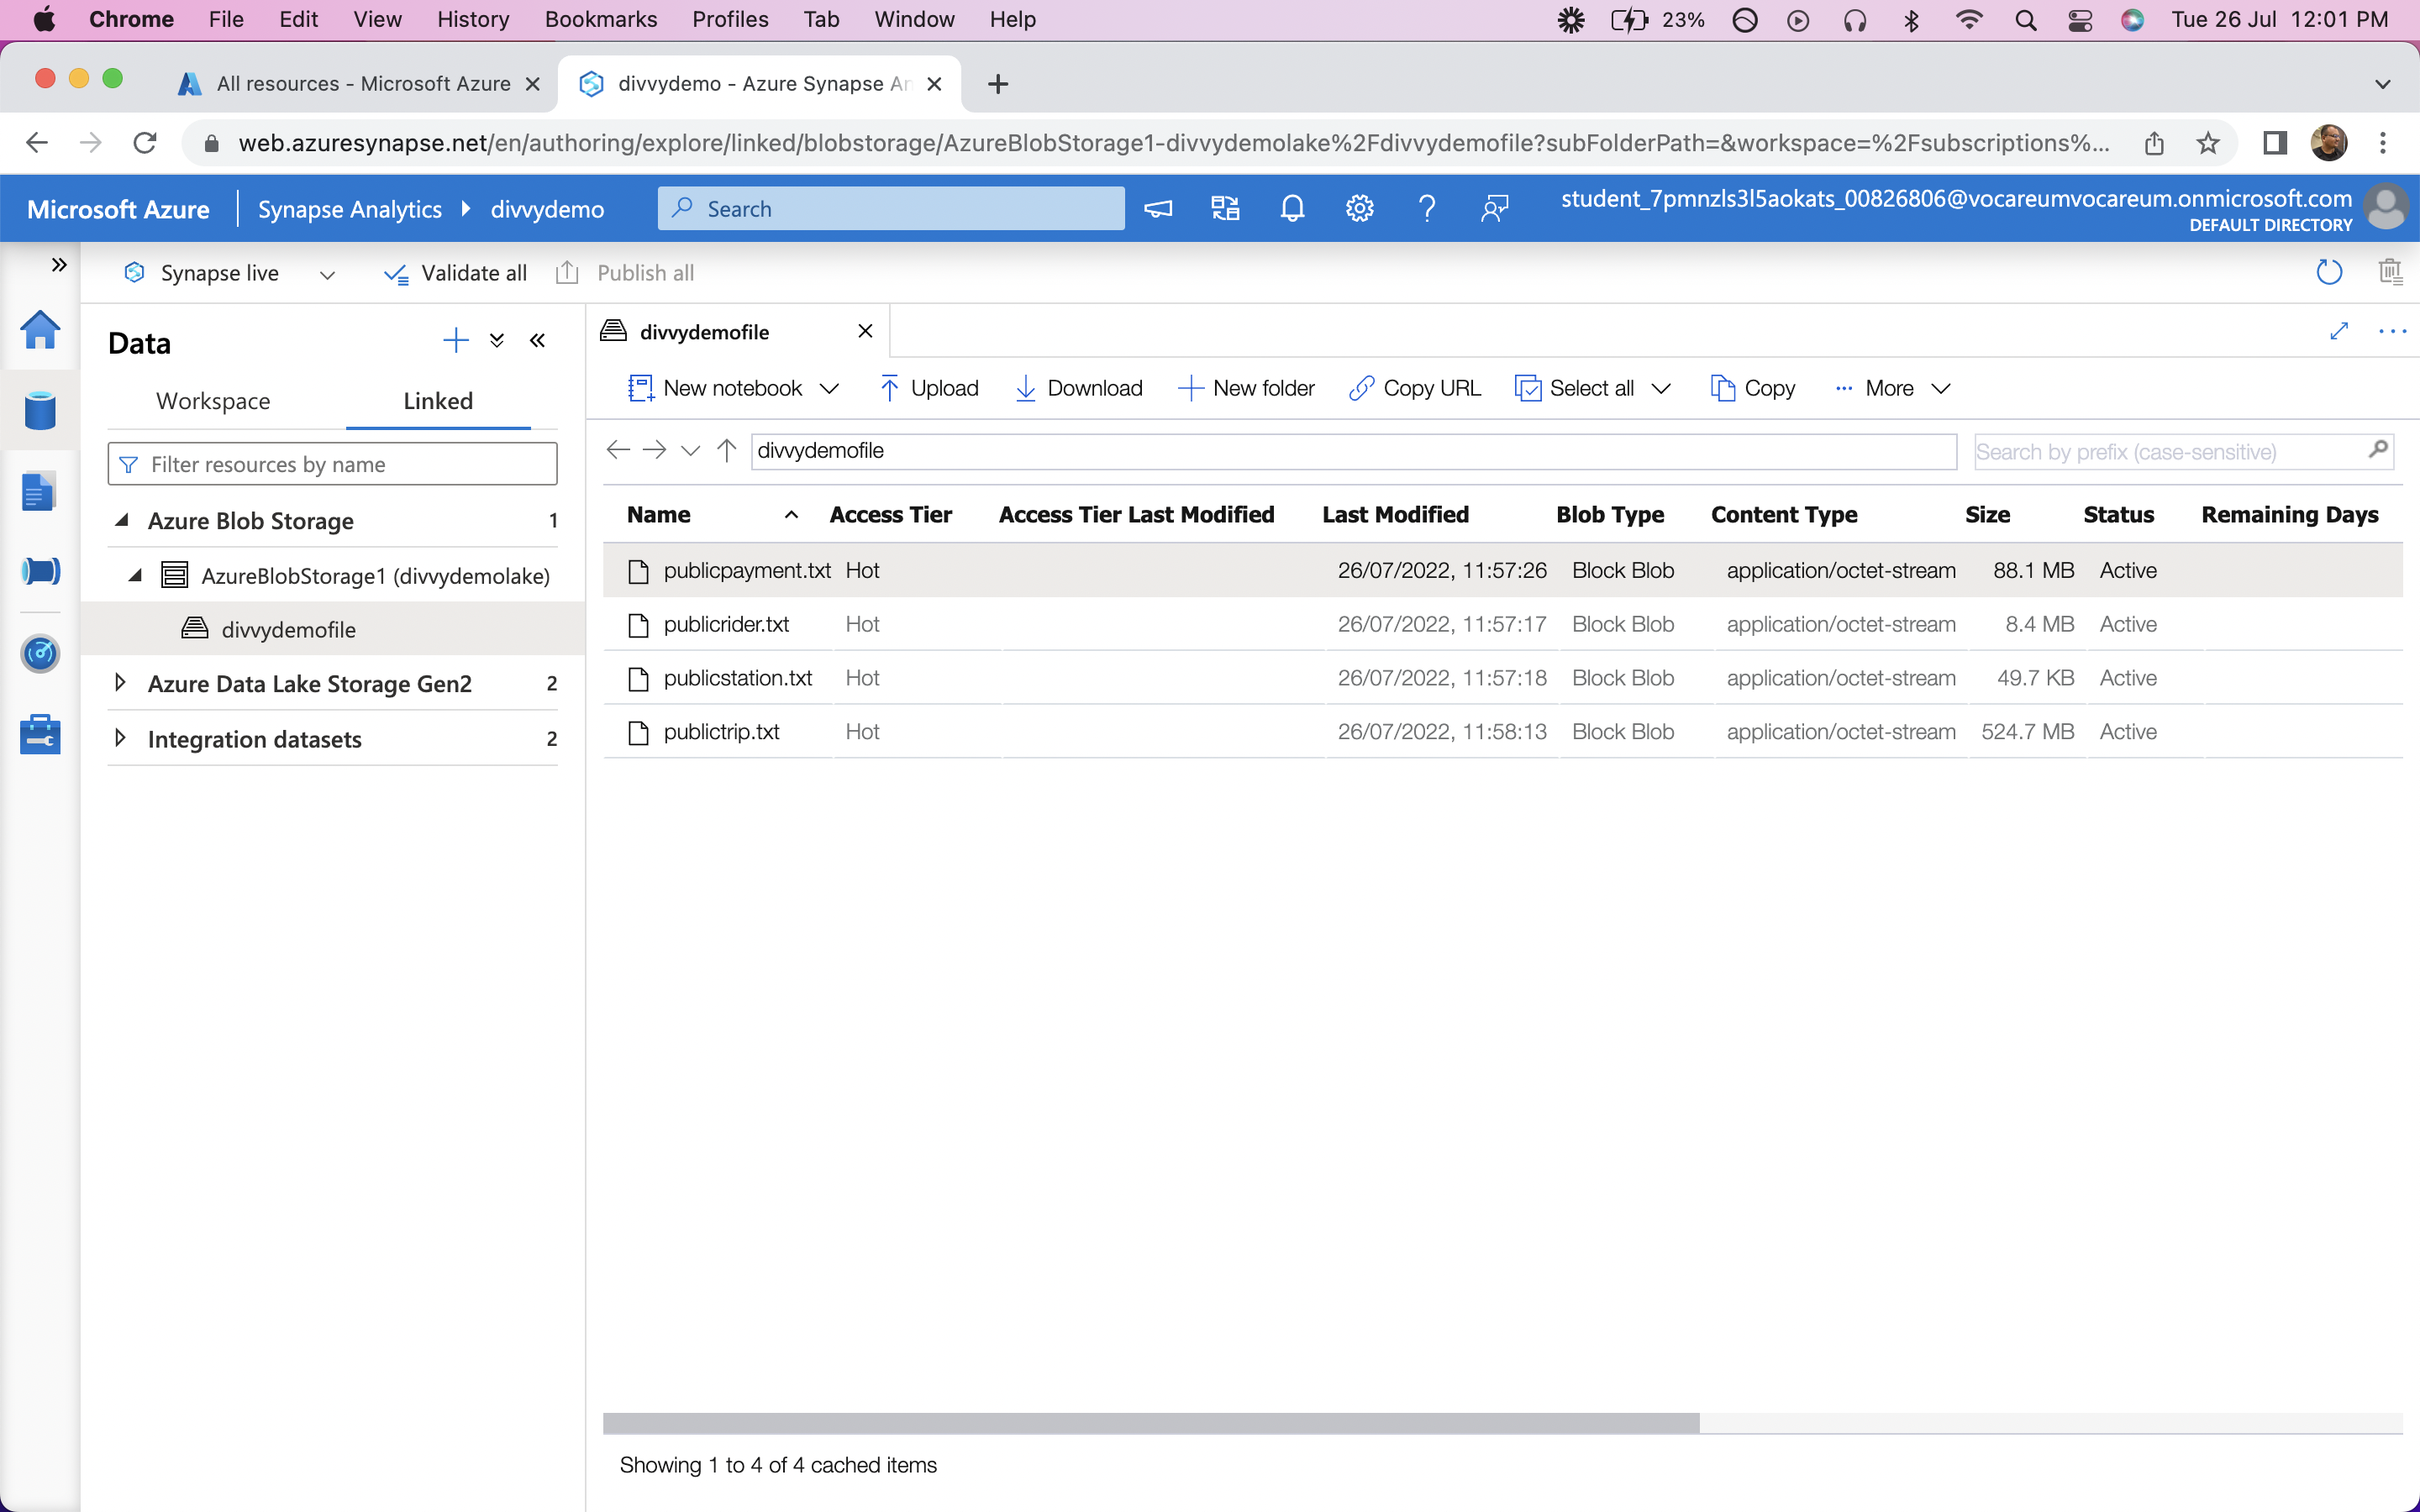 Chrome File Edit View History Bookmarks Profiles Tab Window Help 23% Tue 26 Jul 12:01 PM
All resources - Microsoft Azure divvydemo - Azure Synapse An
web.azuresynapse.net/en/authoring/explore/linked/blobstorage/AzureBlobStorage1-divvydemolake%2Fdivvydemofile?subFolderPath=&workspace=%2Fsubscriptions%...
Microsoft Azure Synapse Analytics divvydemo Search student_7pmnzls3l5aokats_00826806@vocareumvocareum.onmicrosoft.com
DEFAULT DIRECTORY
Synapse live Validate all Publish all
Data
Workspace Linked
Filter resources by name
Azure Blob Storage 1
AzureBlobStorage1 (divvydemolake)
divvydemofile
Azure Data Lake Storage Gen2 2
Integration datasets 2
divvydemofile
New notebook Upload Download New folder Copy URL Select all Copy ... More
divvydemofile Search by prefix (case-sensitive)
Name Access Tier Access Tier Last Modified Last Modified Blob Type Content Type Size Status Remaining Days
publicpayment.txt Hot 26/07/2022, 11:57:26 Block Blob application/octet-stream 88.1 MB Active
publicrider.txt Hot 26/07/2022, 11:57:17 Block Blob application/octet-stream 8.4 MB Active
publicstation.txt Hot 26/07/2022, 11:57:18 Block Blob application/octet-stream 49.7 KB Active
publictrip.txt Hot 26/07/2022, 11:58:13 Block Blob application/octet-stream 524.7 MB Active
Showing 1 to 4 of 4 cached items